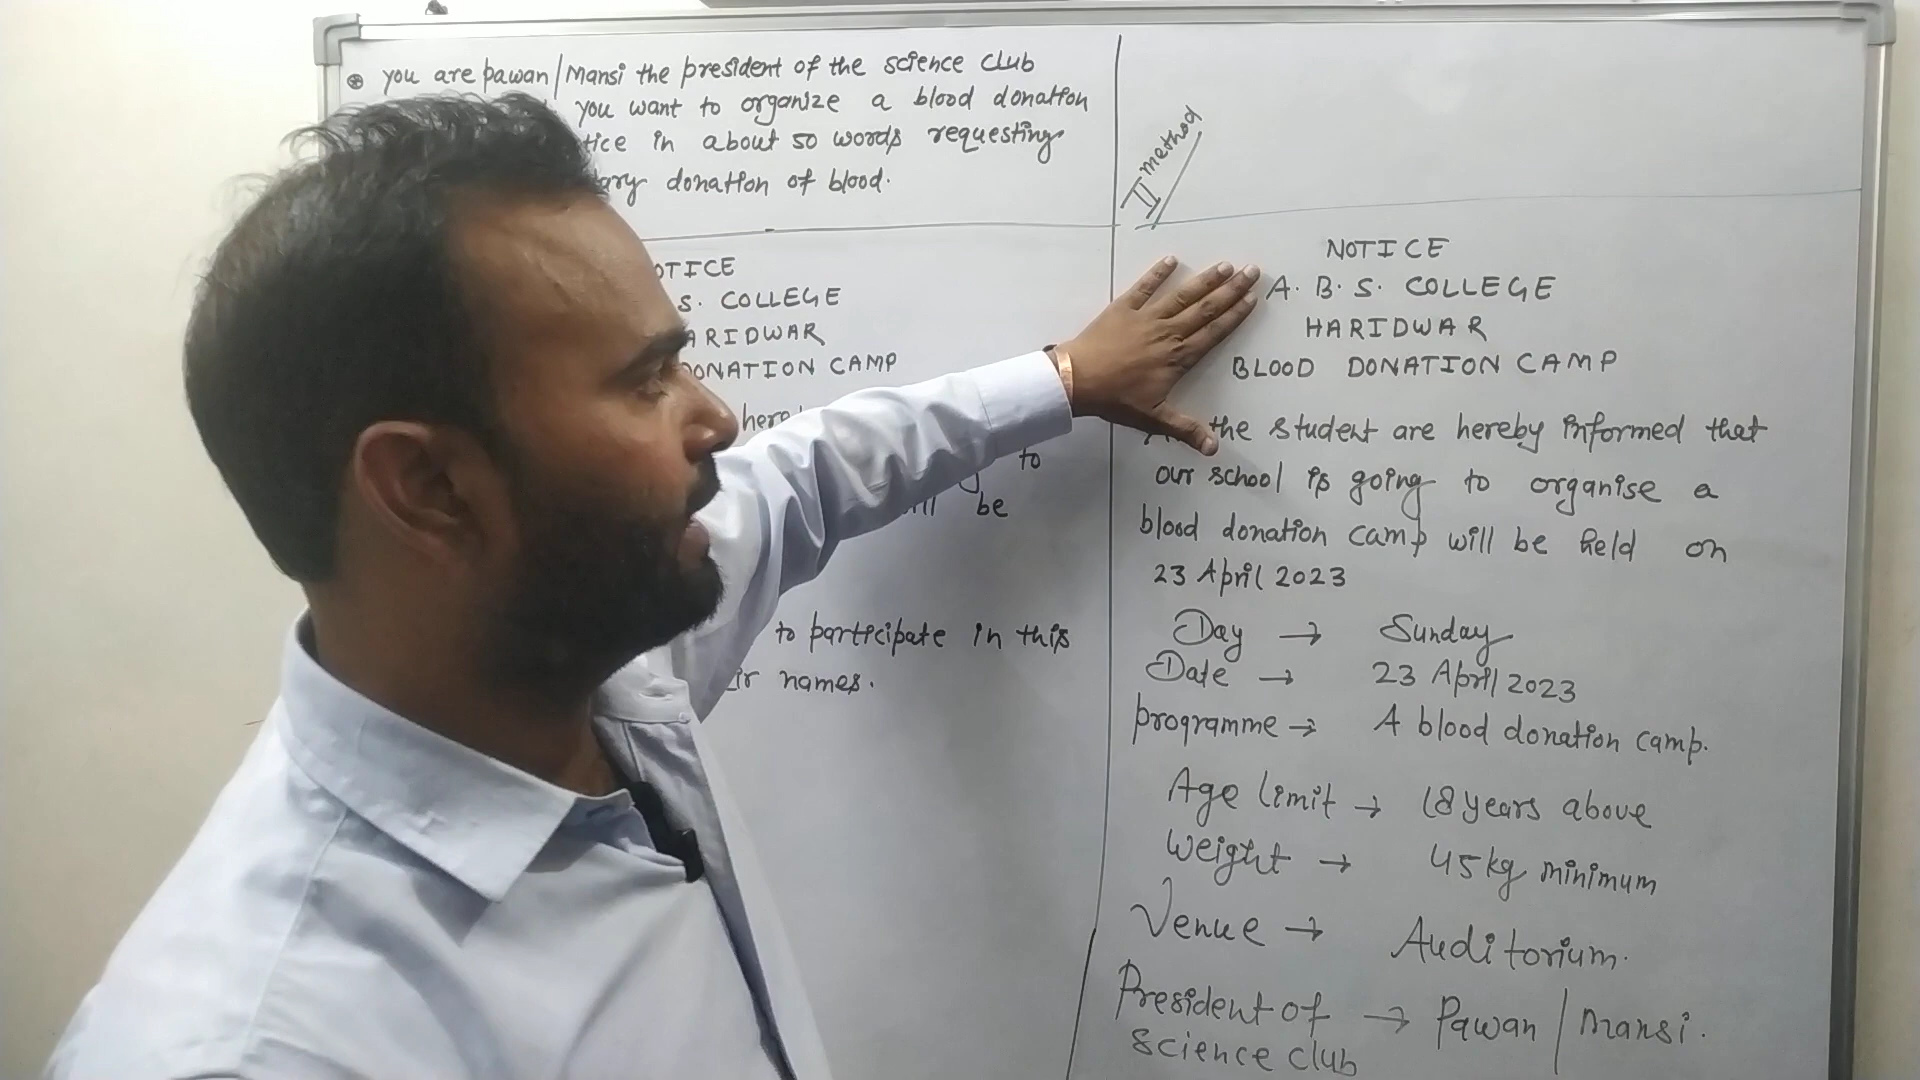 you are pawan/Mansi the president of the science club
you want to organize a blood donation
in about 50 words requesting
donation of blood.
S. COLLEGE
CAMP
to
be
to participate in this
names.
II method
NOTICE
A. B. S. COLLEGE
HARIDWAR
BLOOD DONATION CAMP
the student are hereby informed that
our school is going to organise a
blood donation camp will be held on
23 April 2023
Day → Sunday
Date → 23 April 2023
programme → A blood donation camp.
Age limit → 18 years above
Weight → 45kg minimum
Venue → Auditorium.
President of → Pawan/Mansi.
science club